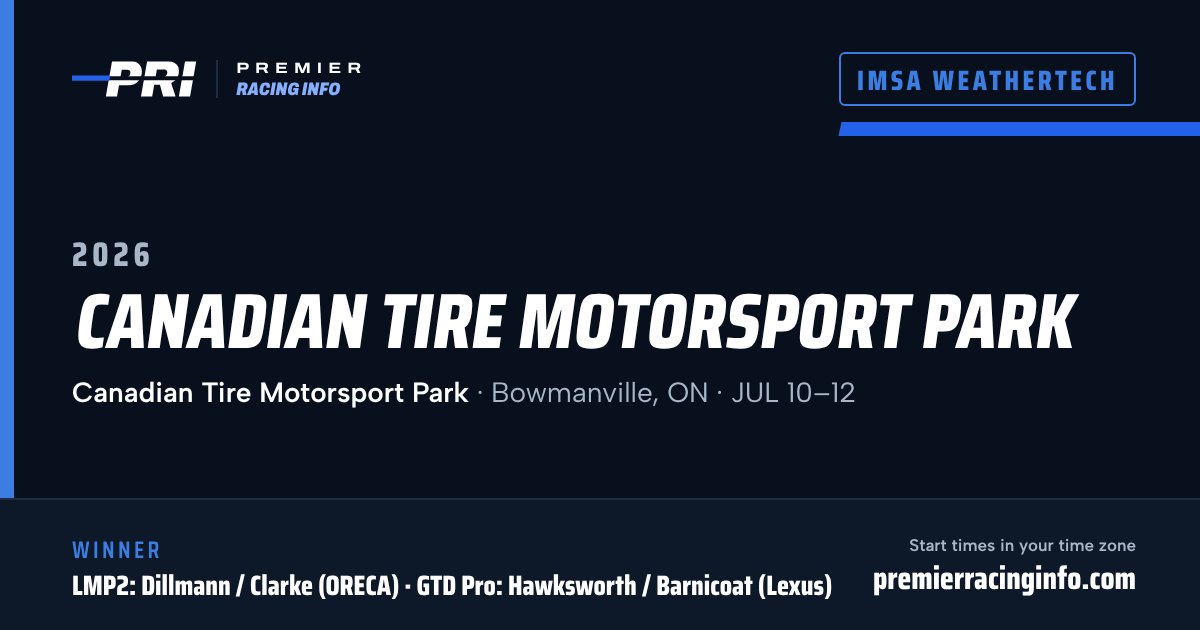 PRI
PREMIER
RACING INFO
IMSA WEATHERTECH
2026
CANADIAN TIRE MOTORSPORT PARK
Canadian Tire Motorsport Park · Bowmanville, ON · JUL 10–12
WINNER
LMP2: Dillmann / Clarke (ORECA) · GTD Pro: Hawksworth / Barnicoat (Lexus)
Start times in your time zone
premierracinginfo.com